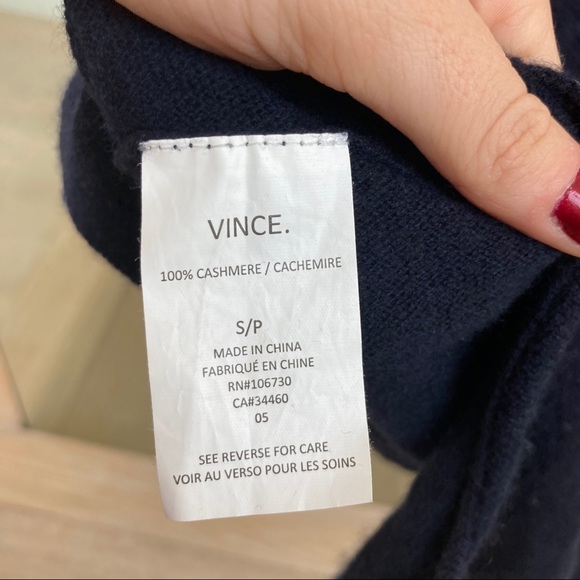 VINCE.
100% CASHMERE / CACHEMIRE
S/P
MADE IN CHINA
FABRIQUÉ EN CHINE
RN#106730
CA#34460
05
SEE REVERSE FOR CARE
VOIR AU VERSO POUR LES SOINS